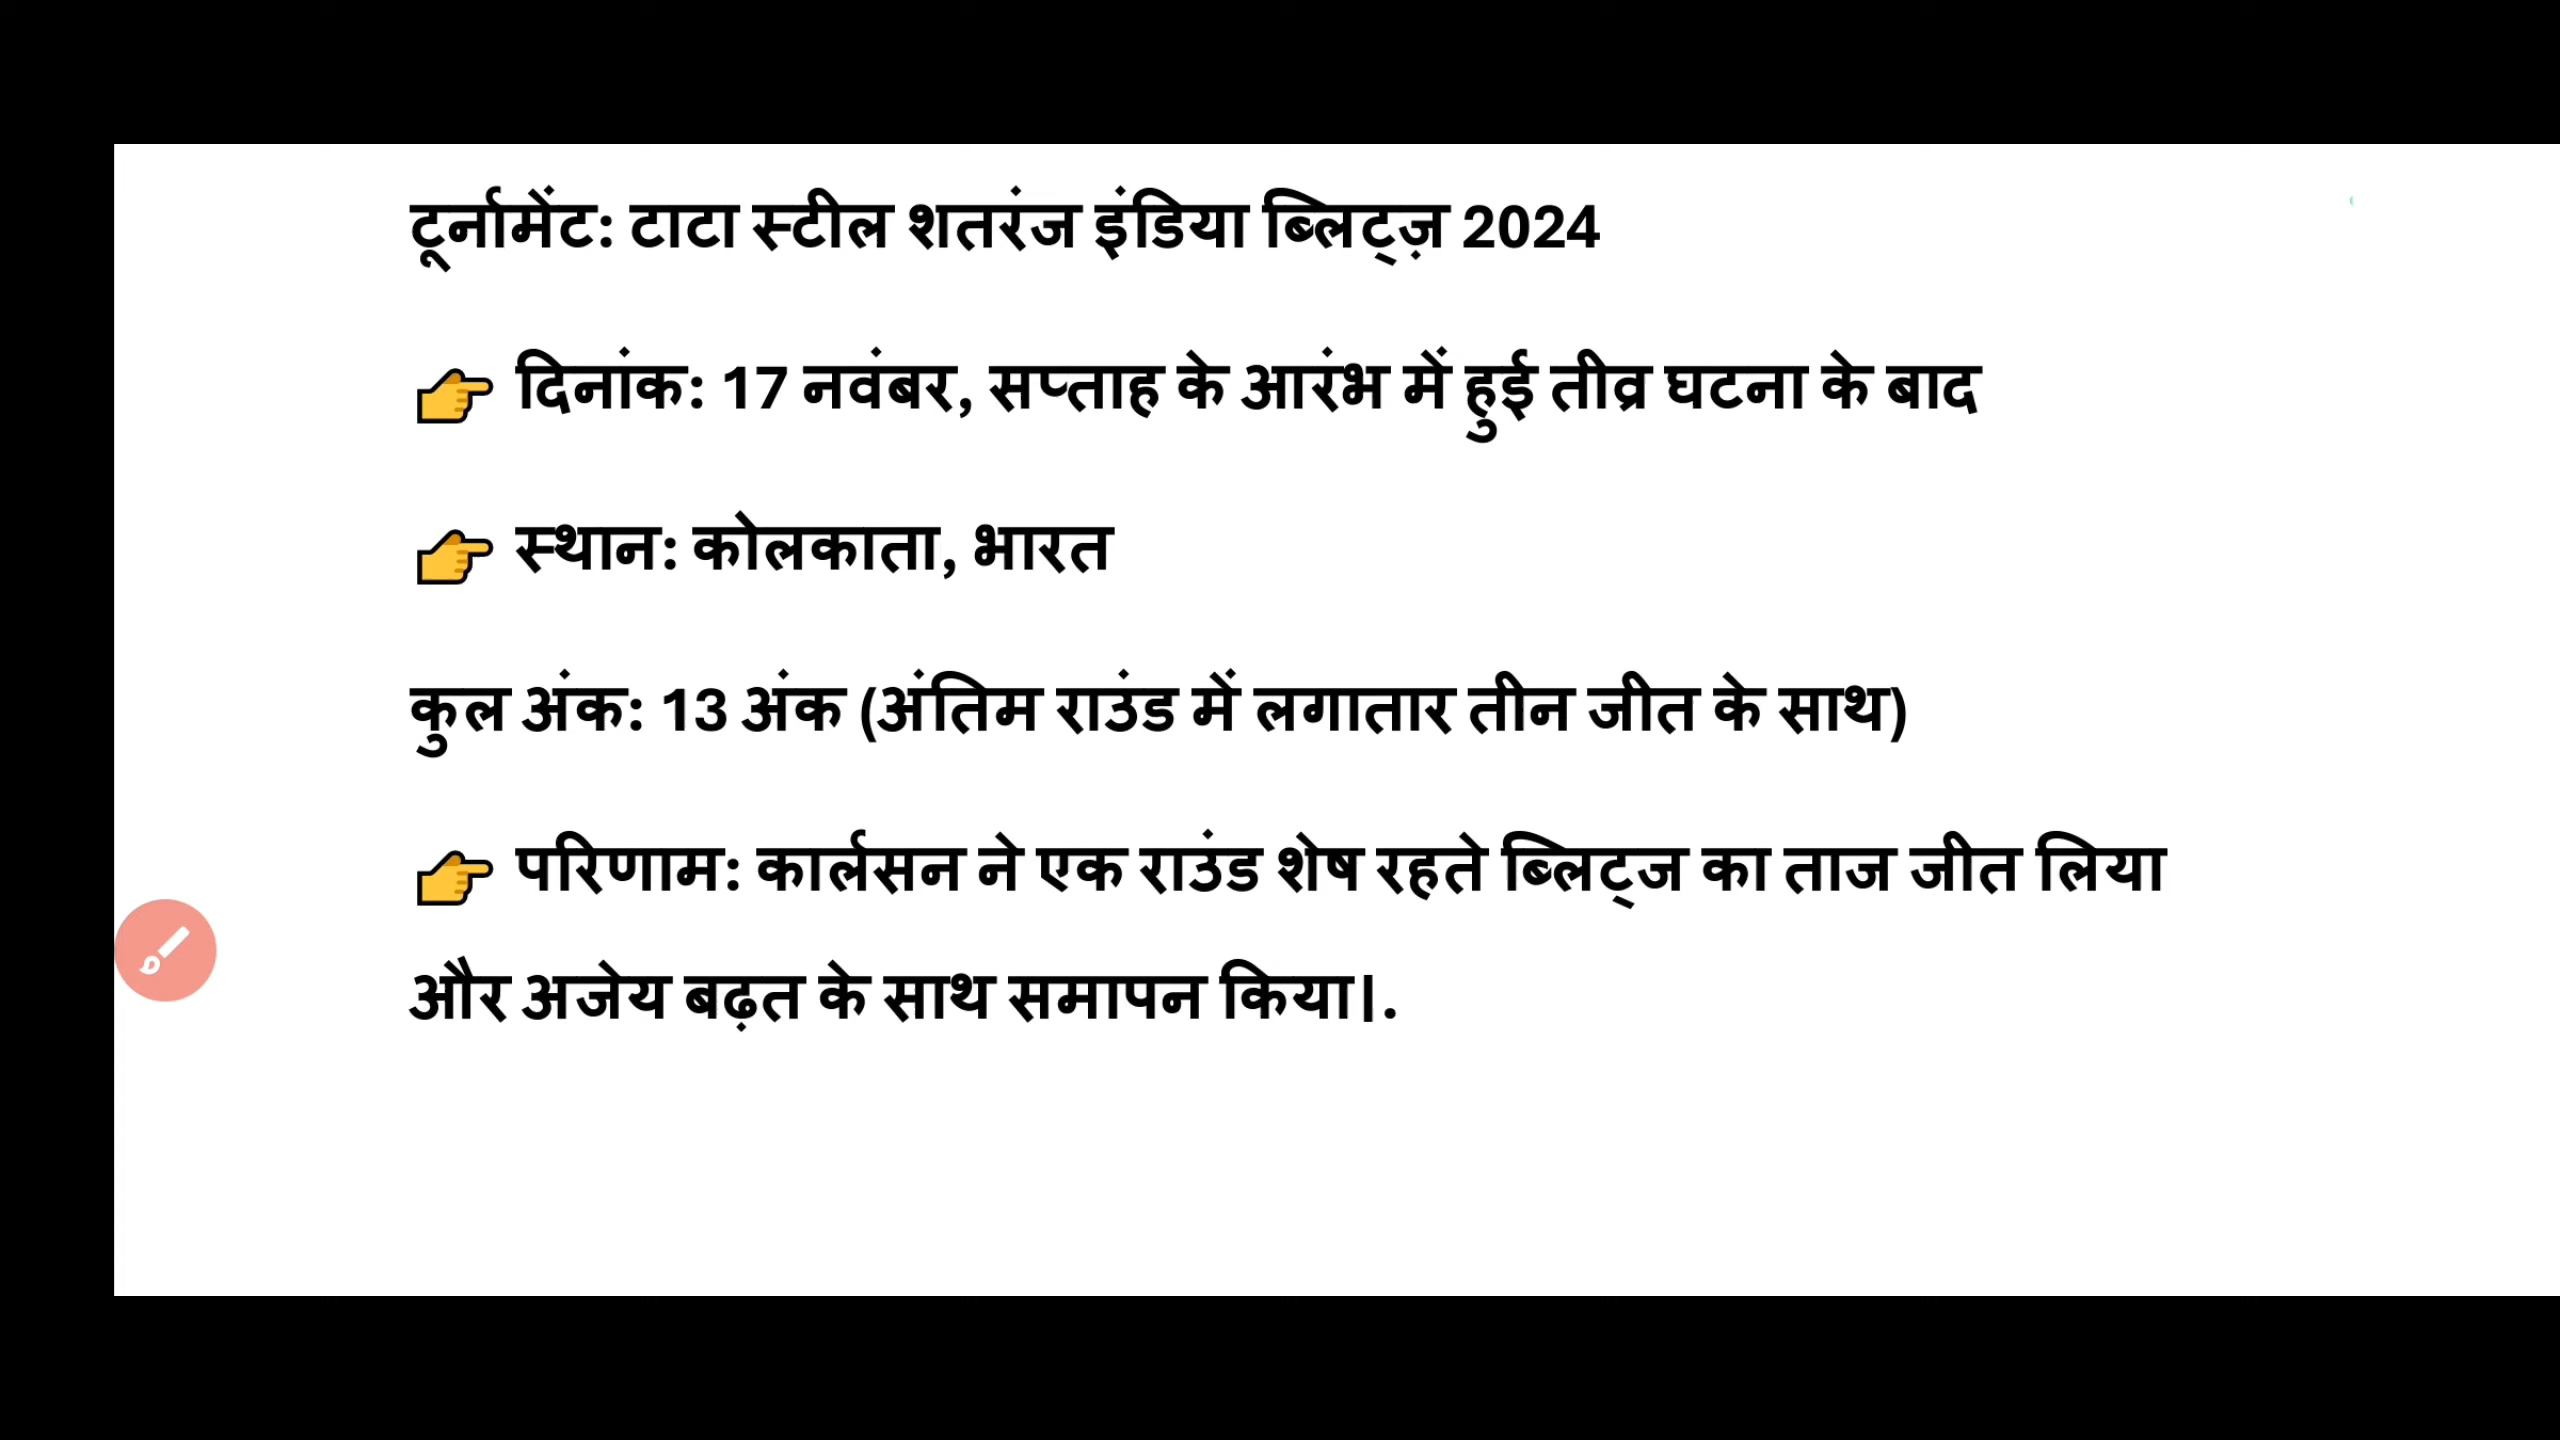 टूर्नामेंट: टाटा स्टील शतरंज इंडिया ब्लिट्ज़ 2024
👉 दिनांक: 17 नवंबर, सप्ताह के आरंभ में हुई तीव्र घटना के बाद
👉 स्थान: कोलकाता, भारत
कुल अंक: 13 अंक (अंतिम राउंड में लगातार तीन जीत के साथ)
👉 परिणाम: कार्लसन ने एक राउंड शेष रहते ब्लिट्ज का ताज जीत लिया
और अजेय बढ़त के साथ समापन किया।.